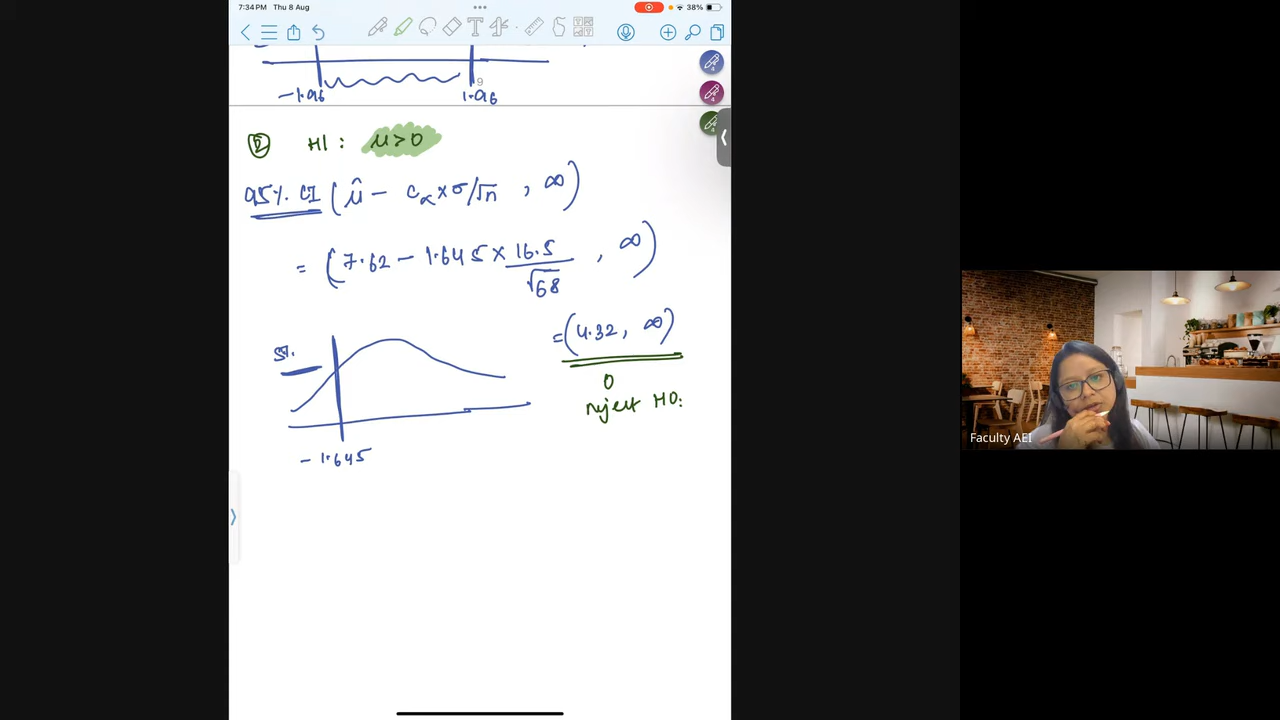 7:34 PM Thu 8 Aug
38%
-1.96
9
1.96
② H1 : μ > 0
95% CI ( μ̂ - cα × σ/√n , ∞)
= ( 7.62 - 1.645 × 16.5/√68 , ∞)
= (4.32, ∞)
0
reject H0:
-1.645
Faculty AEI